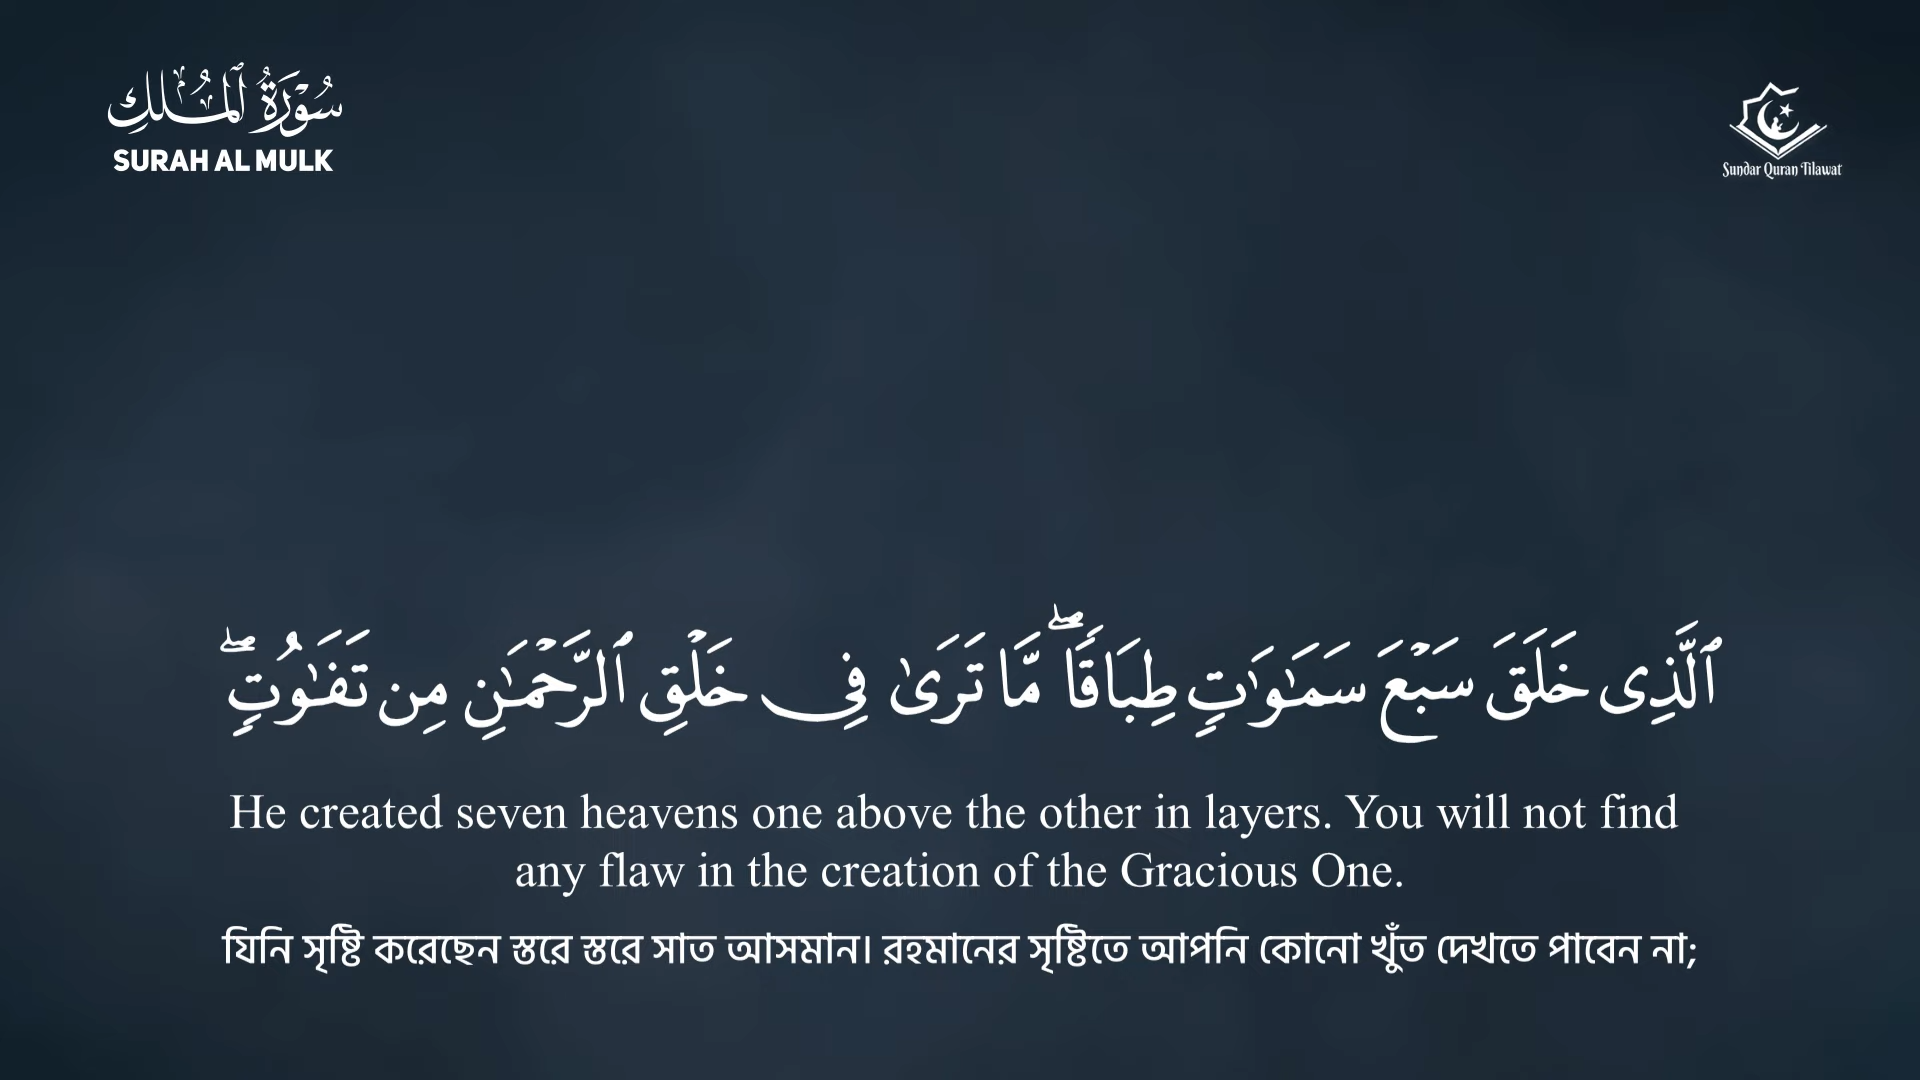 سُوْرَةُ ٱلْمُلْكِ
SURAH AL MULK
Sundar Quran Tilawat
ٱلَّذِى خَلَقَ سَبْعَ سَمَـٰوَٰتٍ طِبَاقًا ۖ مَّا تَرَىٰ فِى خَلْقِ ٱلرَّحْمَـٰنِ مِن تَفَـٰوُتٍ ۖ
He created seven heavens one above the other in layers. You will not find
any flaw in the creation of the Gracious One.
যিনি সৃষ্টি করেছেন স্তরে স্তরে সাত আসমান। রহমানের সৃষ্টিতে আপনি কোনো খুঁত দেখতে পাবেন না;